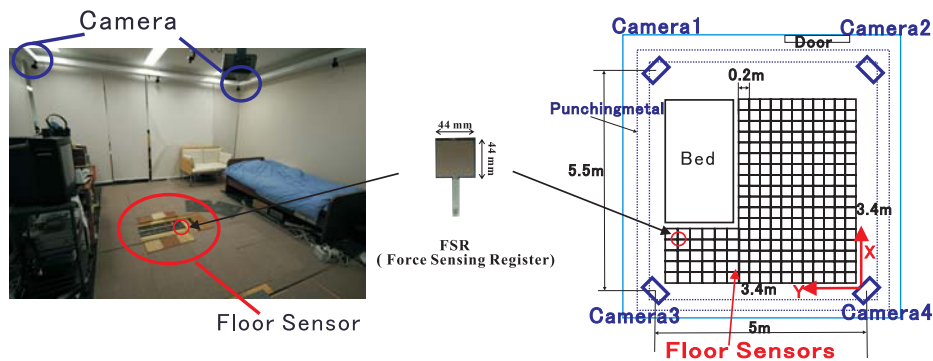 Camera
Floor Sensor
44 mm
44 mm
FSR
( Force Sensing Register)
Camera1
Camera2
Door
0.2m
Punchingmetal
Bed
5.5m
3.4m
X
Y
3.4m
Camera3
Camera4
5m
Floor Sensors